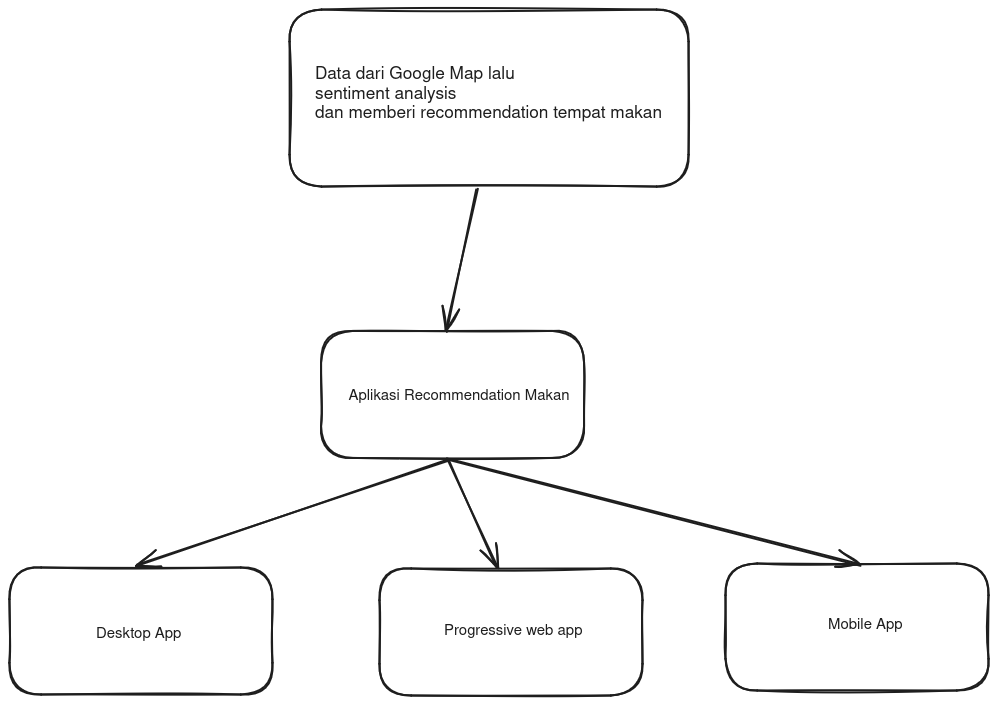 Data dari Google Map lalu
sentiment analysis
dan memberi recommendation tempat makan
Aplikasi Recommendation Makan
Desktop App
Progressive web app
Mobile App